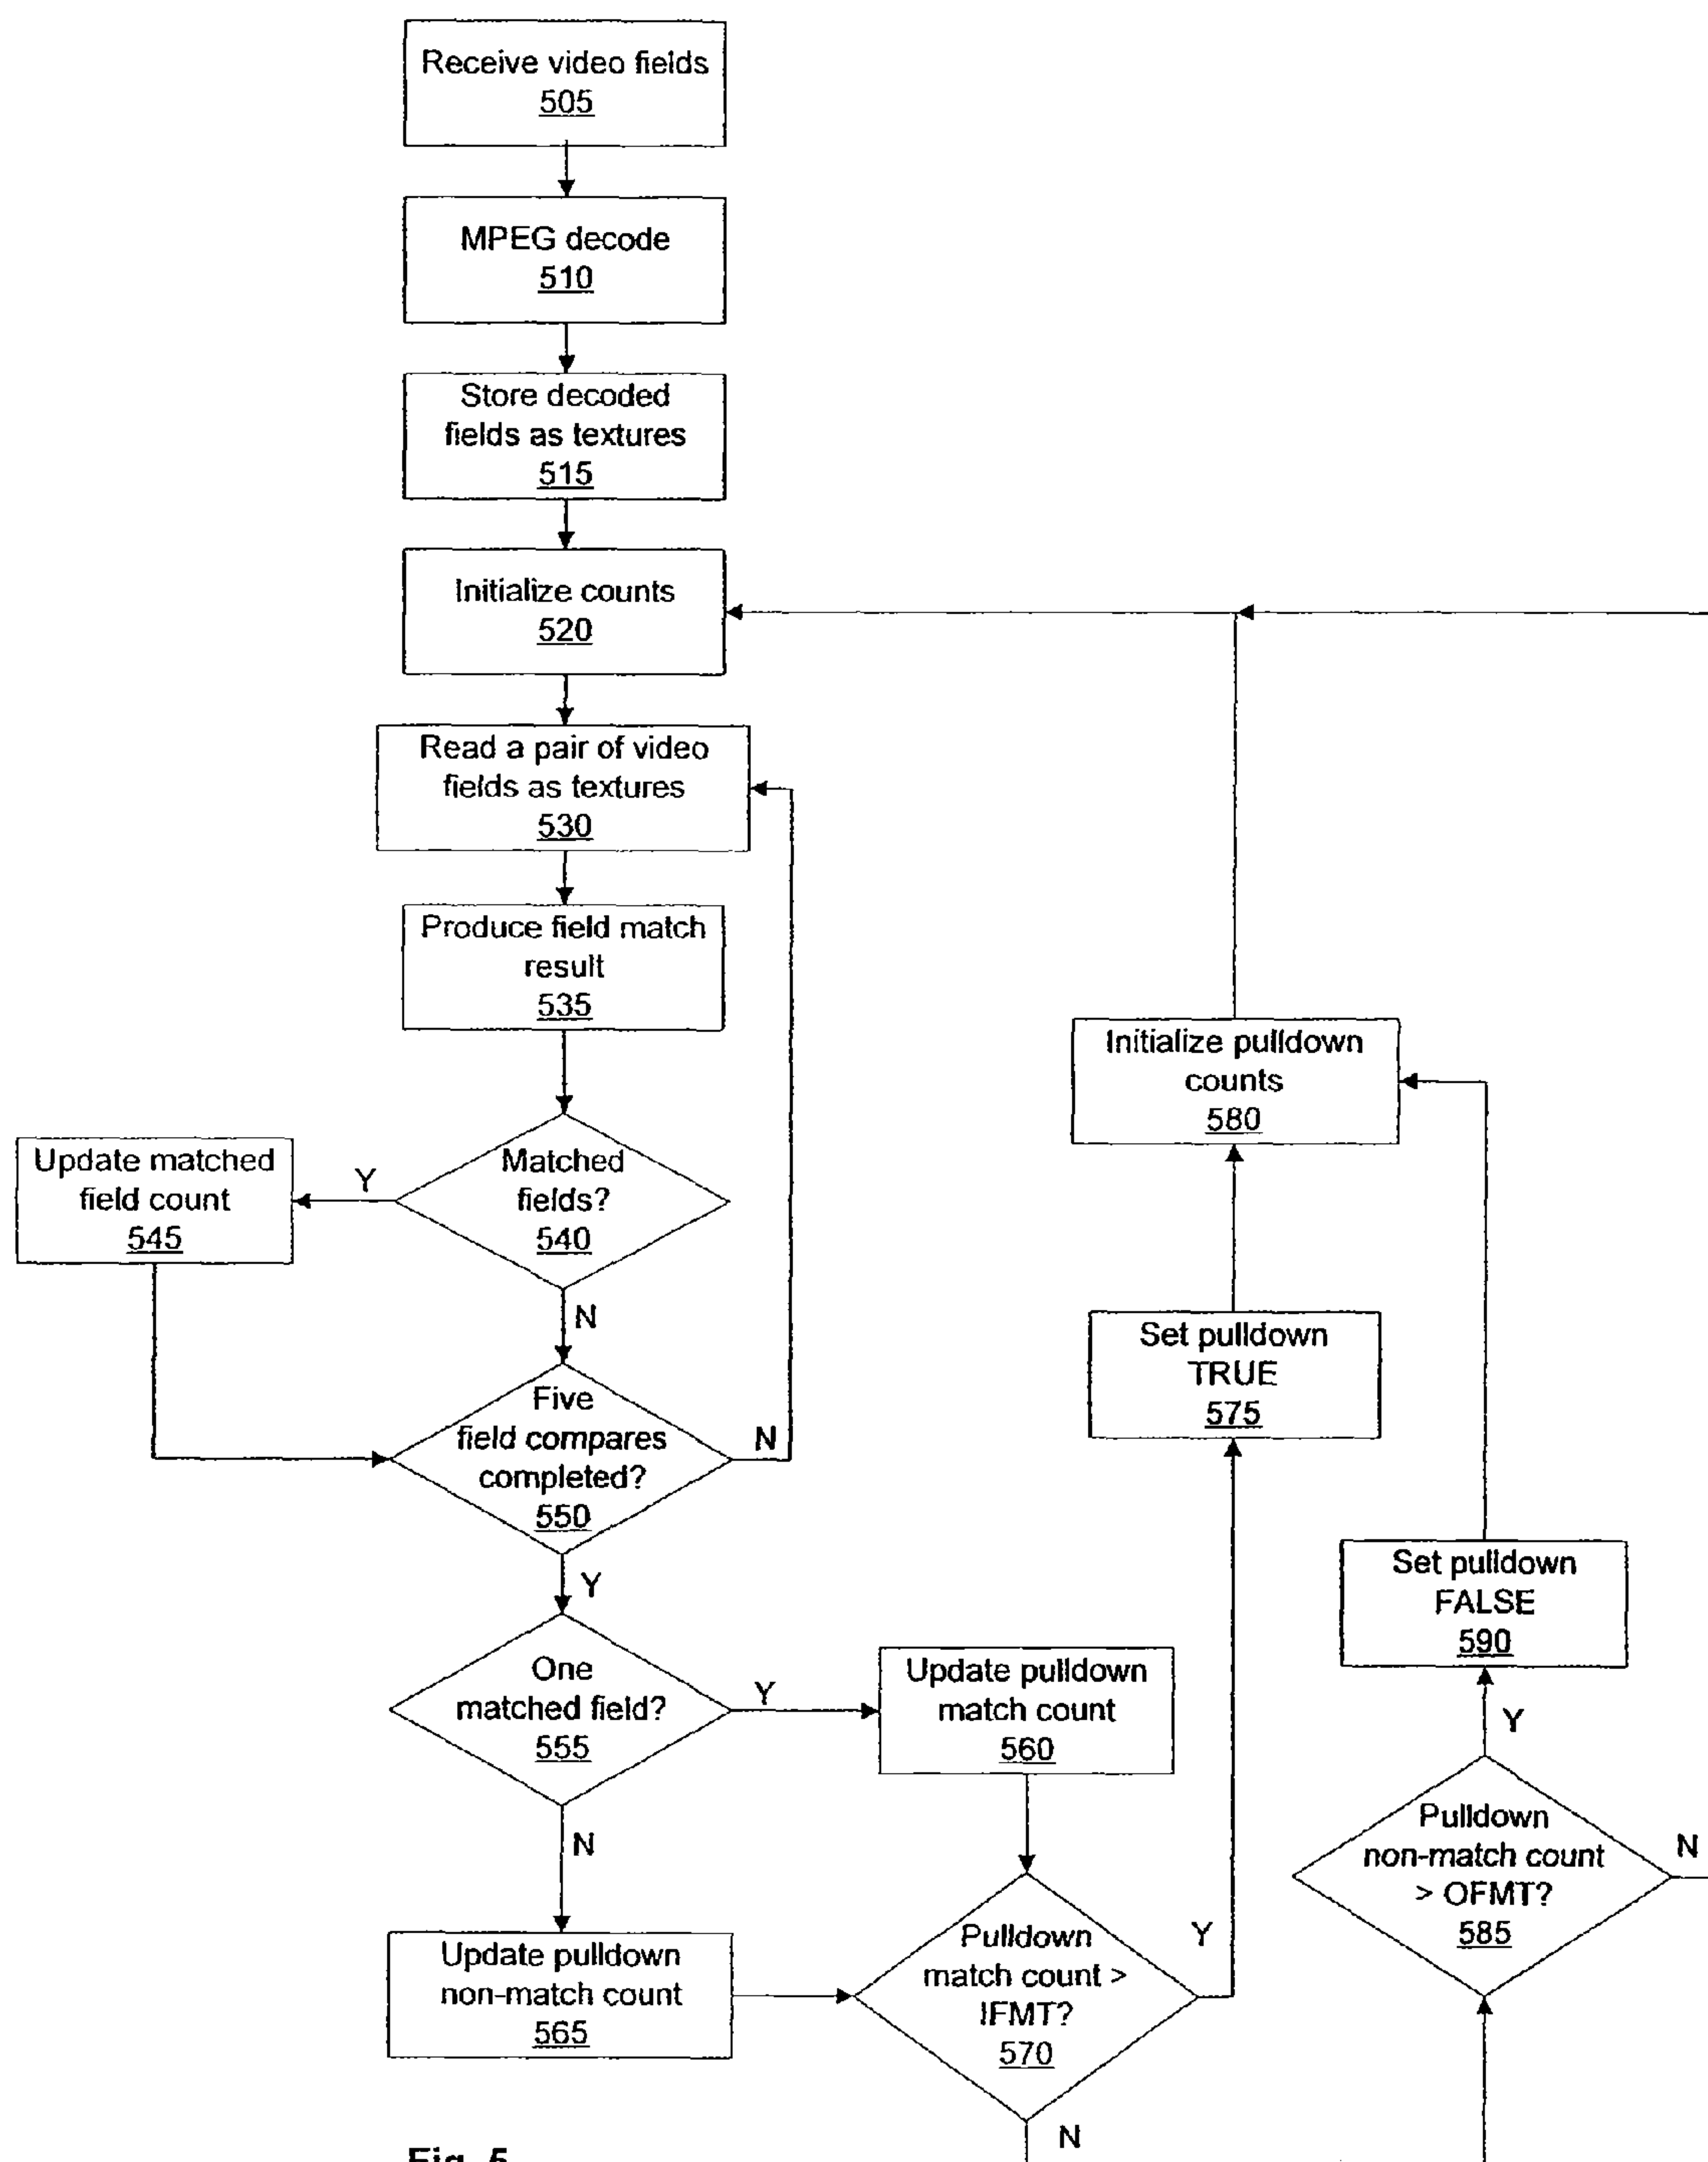 Receive video fields
505
MPEG decode
510
Store decoded
fields as textures
515
Initialize counts
520
Read a pair of video
fields as textures
530
Produce field match
result
535
Matched
fields?
540
Y
N
Update matched
field count
545
Five
field compares
completed?
550
N
Y
One
matched field?
555
Y
N
Update pulldown
match count
560
Update pulldown
non-match count
565
Pulldown
match count >
IFMT?
570
Y
N
Set pulldown
TRUE
575
Initialize pulldown
counts
580
Pulldown
non-match count
> OFMT?
585
Y
N
Set pulldown
FALSE
590
Fig. 5